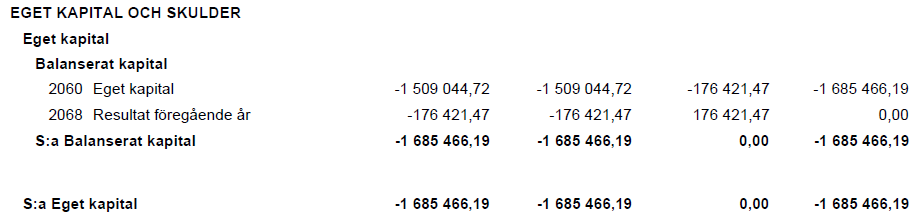 EGET KAPITAL OCH SKULDER
Eget kapital
Balanserat kapital
2060 Eget kapital -1 509 044,72 -1 509 044,72 -176 421,47 -1 685 466,19
2068 Resultat föregående år -176 421,47 -176 421,47 176 421,47 0,00
S:a Balanserat kapital -1 685 466,19 -1 685 466,19 0,00 -1 685 466,19
S:a Eget kapital -1 685 466,19 -1 685 466,19 0,00 -1 685 466,19